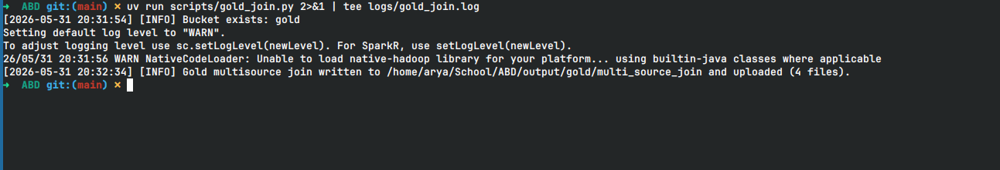 ➜  ABD git:(main) × uv run scripts/gold_join.py 2>&1 | tee logs/gold_join.log
[2026-05-31 20:31:54] [INFO] Bucket exists: gold
Setting default log level to "WARN".
To adjust logging level use sc.setLogLevel(newLevel). For SparkR, use setLogLevel(newLevel).
26/05/31 20:31:56 WARN NativeCodeLoader: Unable to load native-hadoop library for your platform... using builtin-java classes where applicable
[2026-05-31 20:32:34] [INFO] Gold multisource join written to /home/arya/School/ABD/output/gold/multi_source_join and uploaded (4 files).
➜  ABD git:(main) ×